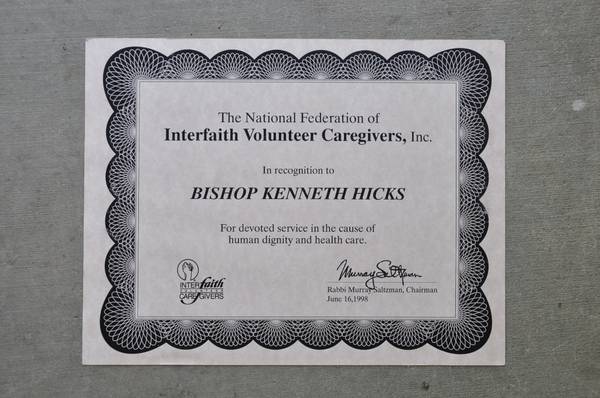 The National Federation of
Interfaith Volunteer Caregivers, Inc.
In recognition to
BISHOP KENNETH HICKS
For devoted service in the cause of
human dignity and health care.
Murray Saltzman
INTERfaith
CAREGIVERS
Rabbi Murray Saltzman, Chairman
June 16,1998